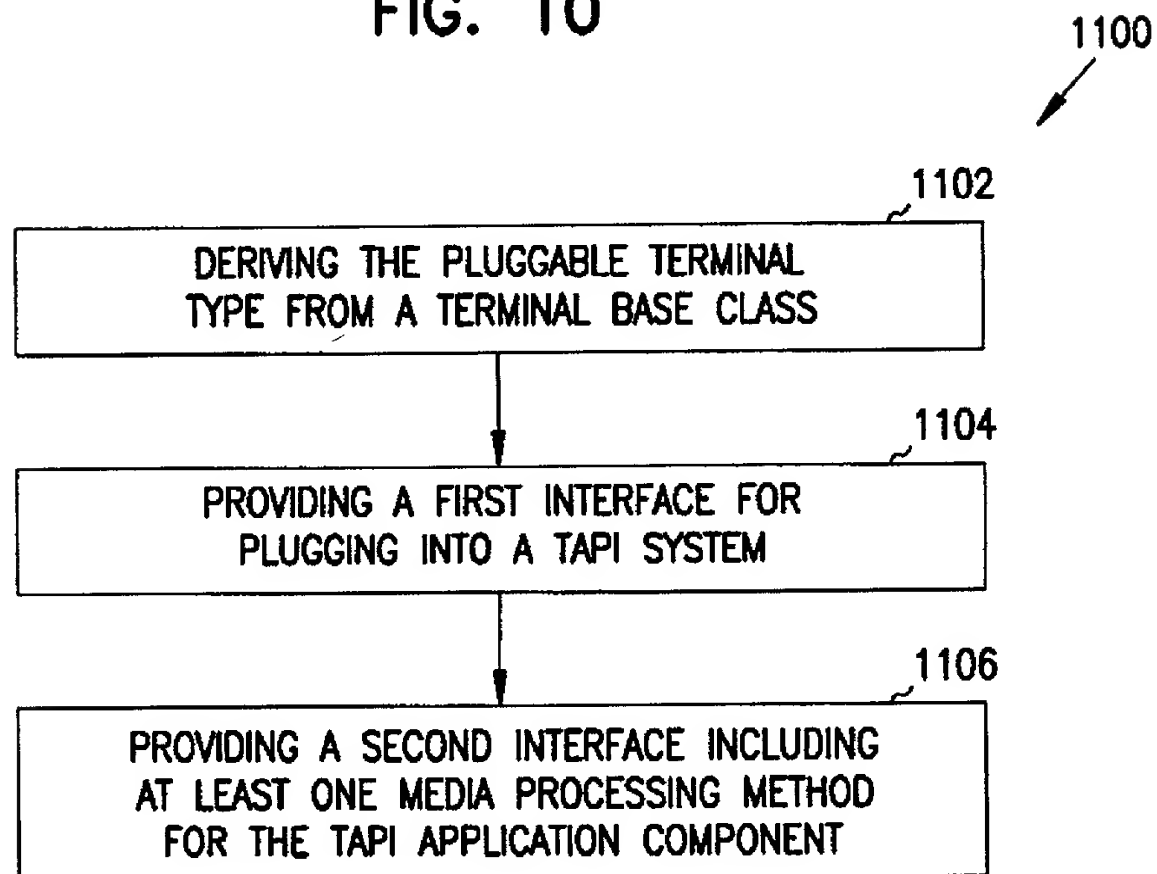 FIG. 10
1100
1102
DERIVING THE PLUGGABLE TERMINAL
TYPE FROM A TERMINAL BASE CLASS
1104
PROVIDING A FIRST INTERFACE FOR
PLUGGING INTO A TAPI SYSTEM
1106
PROVIDING A SECOND INTERFACE INCLUDING
AT LEAST ONE MEDIA PROCESSING METHOD
FOR THE TAPI APPLICATION COMPONENT